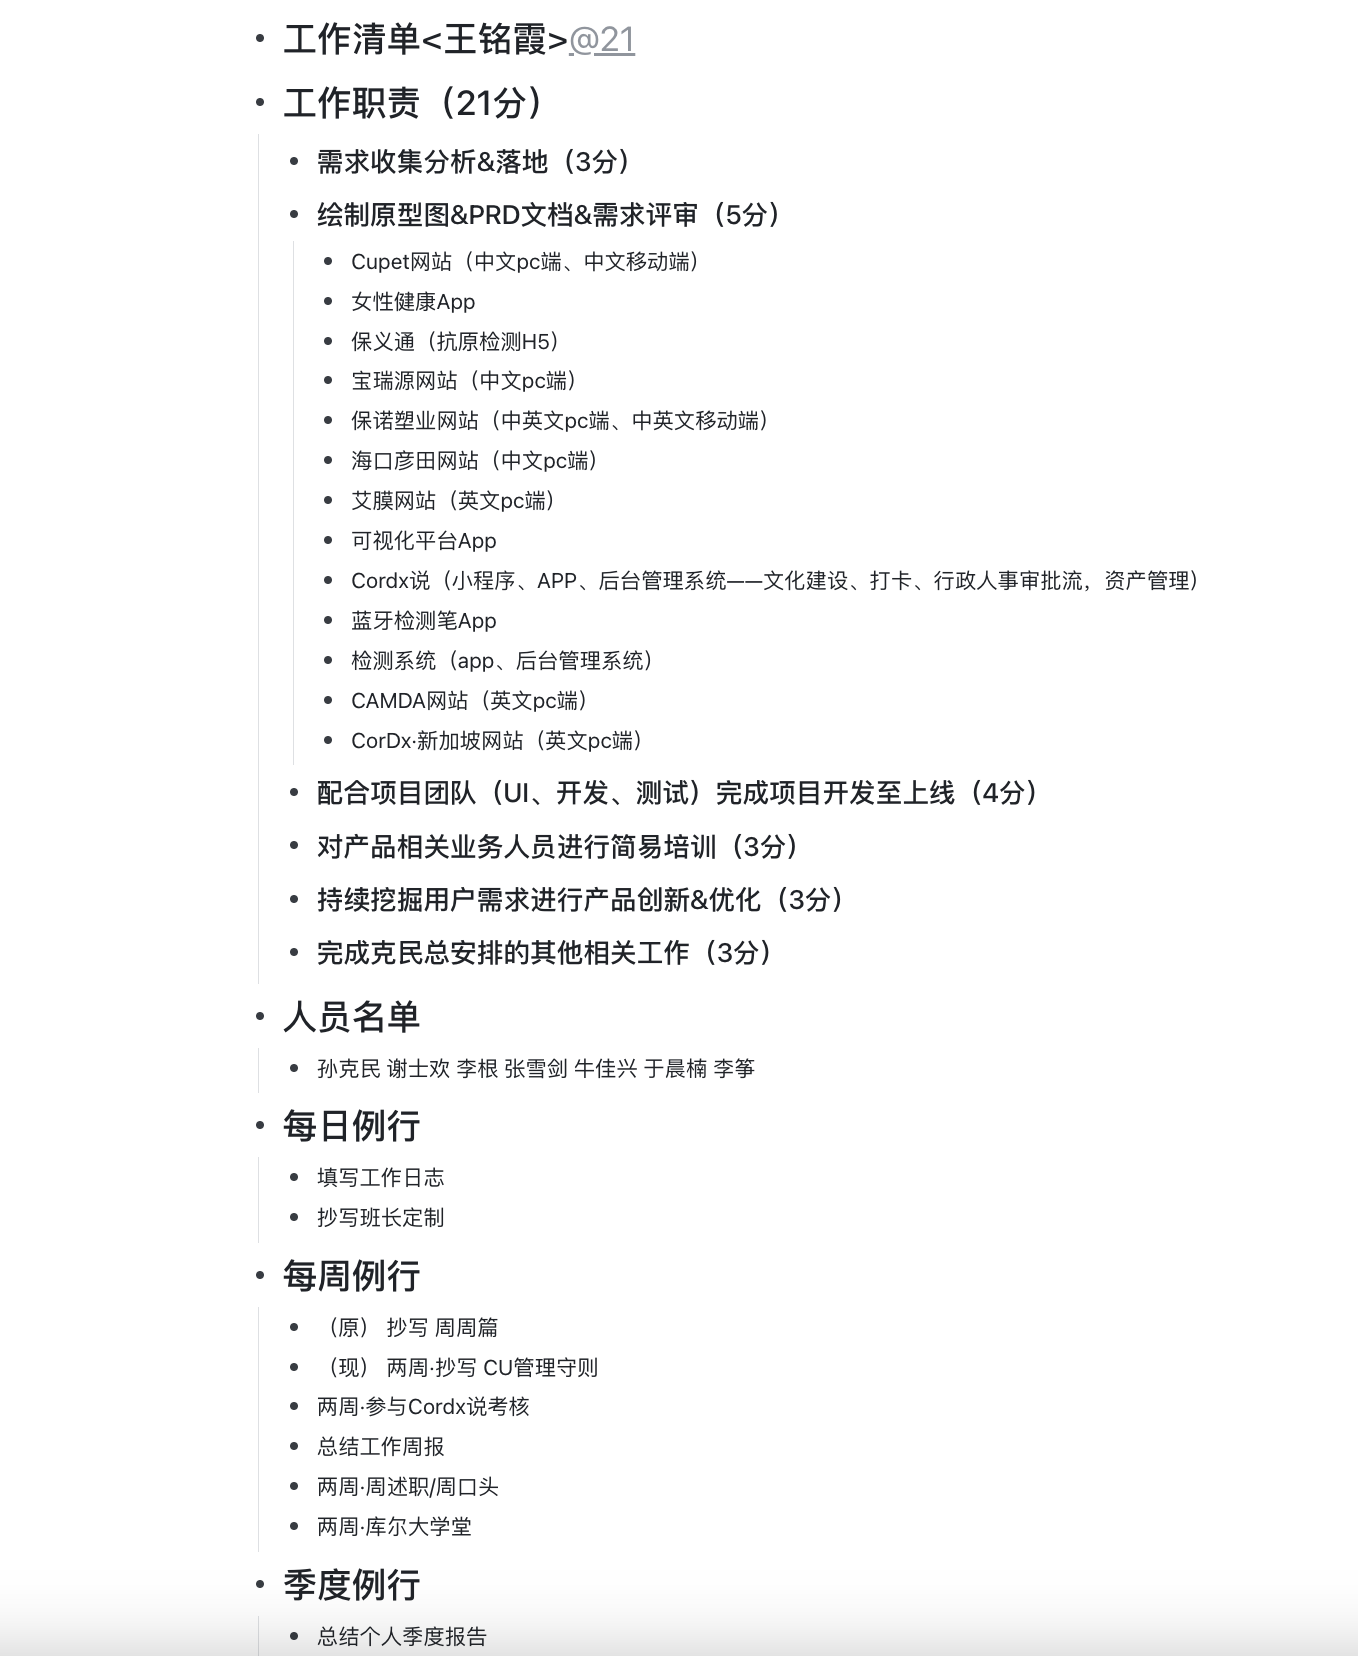 工作清单<王铭霞>@21
工作职责（21分）
需求收集分析&落地（3分）
绘制原型图&PRD文档&需求评审（5分）
Cupet网站（中文pc端、中文移动端）
女性健康App
保义通（抗原检测H5）
宝瑞源网站（中文pc端）
保诺塑业网站（中英文pc端、中英文移动端）
海口彦田网站（中文pc端）
艾膜网站（英文pc端）
可视化平台App
Cordx说（小程序、APP、后台管理系统——文化建设、打卡、行政人事审批流，资产管理）
蓝牙检测笔App
检测系统（app、后台管理系统）
CAMDA网站（英文pc端）
CorDx·新加坡网站（英文pc端）
配合项目团队（UI、开发、测试）完成项目开发至上线（4分）
对产品相关业务人员进行简易培训（3分）
持续挖掘用户需求进行产品创新&优化（3分）
完成克民总安排的其他相关工作（3分）
人员名单
孙克民 谢士欢 李根 张雪剑 牛佳兴 于晨楠 李筝
每日例行
填写工作日志
抄写班长定制
每周例行
（原） 抄写 周周篇
（现） 两周·抄写 CU管理守则
两周·参与Cordx说考核
总结工作周报
两周·周述职/周口头
两周·库尔大学堂
季度例行
总结个人季度报告